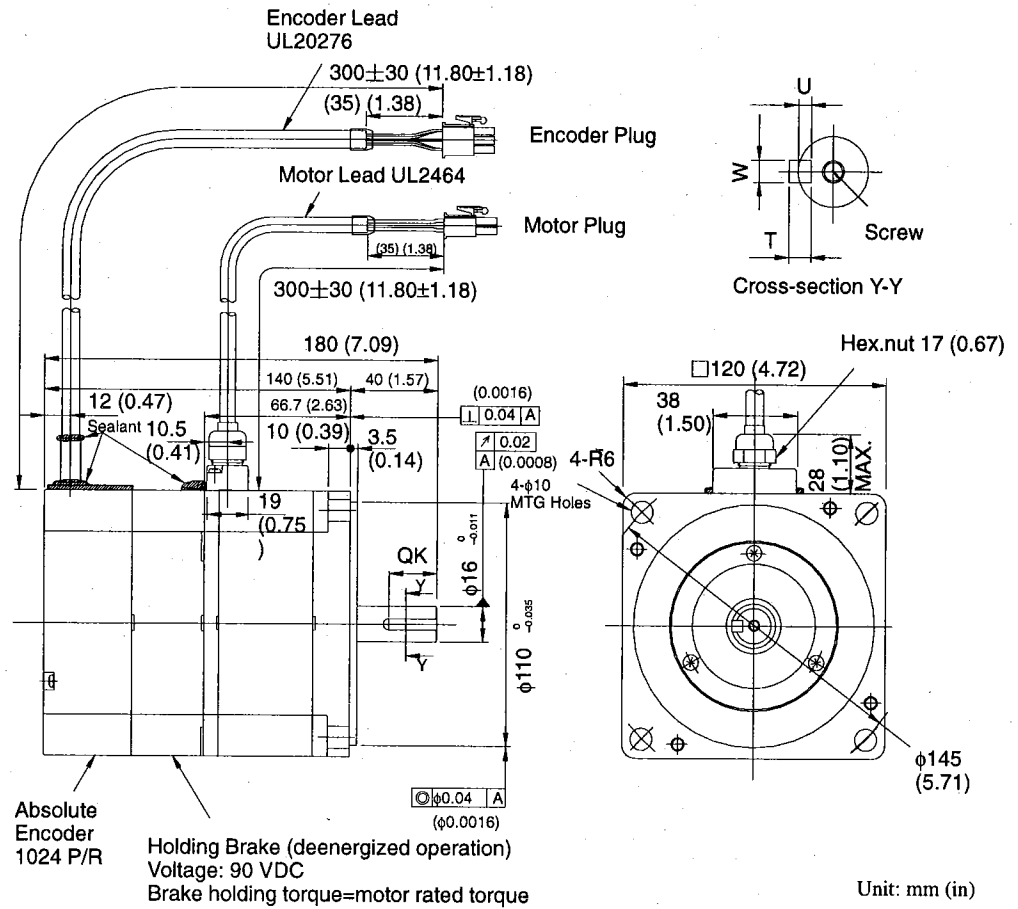 Encoder Lead
UL20276
300±30 (11.80±1.18)
(35) (1.38)
Encoder Plug
Motor Lead UL2464
(35) (1.38)
Motor Plug
300±30 (11.80±1.18)
U
W
T
Screw
Cross-section Y-Y
180 (7.09)
140 (5.51)
40 (1.57)
12 (0.47)
66.7 (2.63)
(0.0016)
⊥ 0.04 A
Sealant
10.5
(0.41)
10 (0.39)
3.5
(0.14)
↗ 0.02
A (0.0008)
19
(0.75
)
4-ϕ10
MTG Holes
4-R6
Hex.nut 17 (0.67)
□120 (4.72)
38
(1.50)
28
(1.10)
MAX.
QK
Y
Y
ϕ16 0 -0.011
ϕ110 0 -0.035
ϕ145
(5.71)
◎ ϕ0.04 A
(ϕ0.0016)
Absolute
Encoder
1024 P/R
Holding Brake (deenergized operation)
Voltage: 90 VDC
Brake holding torque=motor rated torque
Unit: mm (in)